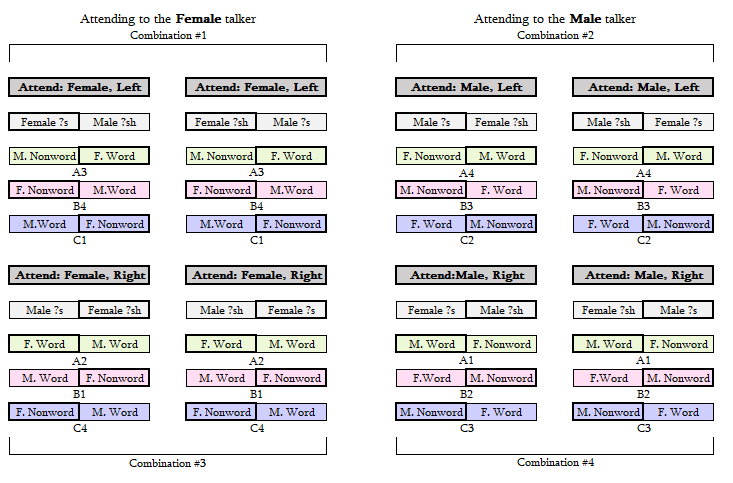 Attending to the Female talker
Combination #1
Attend: Female, Left Attend: Female, Left
Female ?s Male ?sh Female ?sh Male ?s
M. Nonword F. Word M. Nonword F. Word
A3 A3
F. Nonword M.Word F. Nonword M.Word
B4 B4
M.Word F. Nonword M.Word F. Nonword
C1 C1
Attend: Female, Right Attend: Female, Right
Male ?s Female ?sh Male ?sh Female ?s
F. Word M. Word F. Word M. Word
A2 A2
M. Word F. Nonword M. Word F. Nonword
B1 B1
F. Nonword M. Word F. Nonword M. Word
C4 C4
Combination #3
Attending to the Male talker
Combination #2
Attend: Male, Left Attend: Male, Left
Male ?s Female ?sh Male ?sh Female ?s
F. Nonword M. Word F. Nonword M. Word
A4 A4
M. Nonword F. Word M. Nonword F. Word
B3 B3
F. Word M. Nonword F. Word M. Nonword
C2 C2
Attend:Male, Right Attend: Male, Right
Female ?s Male ?sh Female ?sh Male ?s
M. Word F. Nonword M. Word F. Nonword
A1 A1
F.Word M. Nonword F.Word M. Nonword
B2 B2
M. Nonword F. Word M. Nonword F. Word
C3 C3
Combination #4